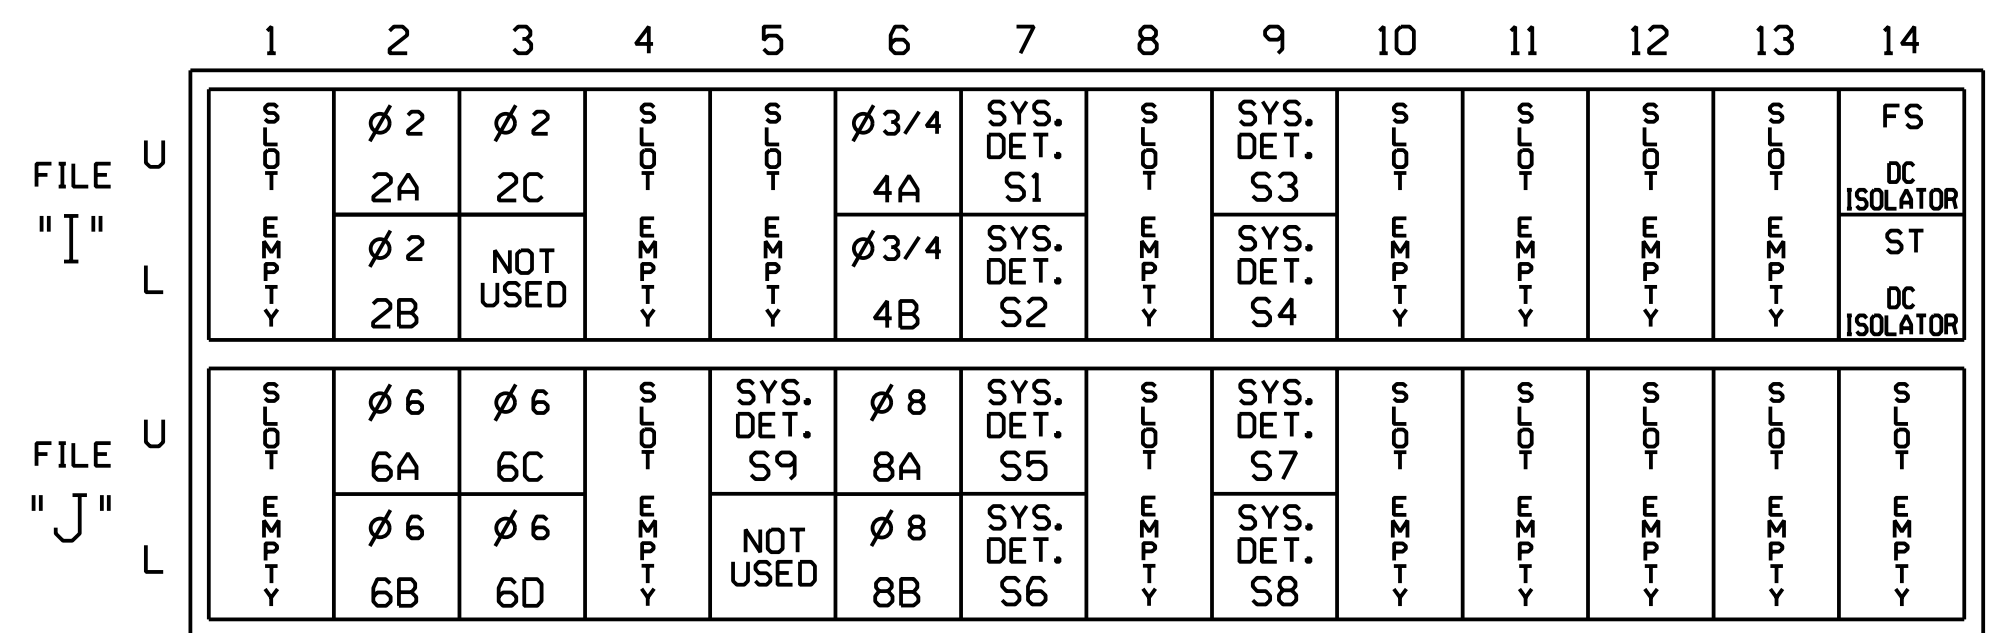 1 2 3 4 5 6 7 8 9 10 11 12 13 14
FILE
"I"
U
L
SLOT EMPTY
Ø 2
2A
Ø 2
2B
Ø 2
2C
NOT
USED
SLOT EMPTY
SLOT EMPTY
Ø 3/4
4A
Ø 3/4
4B
SYS.
DET.
S1
SYS.
DET.
S2
SLOT EMPTY
SYS.
DET.
S3
SYS.
DET.
S4
SLOT EMPTY
SLOT EMPTY
SLOT EMPTY
SLOT EMPTY
FS
DC
ISOLATOR
ST
DC
ISOLATOR
FILE
"J"
U
L
SLOT EMPTY
Ø 6
6A
Ø 6
6B
Ø 6
6C
Ø 6
6D
SLOT EMPTY
SYS.
DET.
S9
NOT
USED
Ø 8
8A
Ø 8
8B
SYS.
DET.
S5
SYS.
DET.
S6
SLOT EMPTY
SYS.
DET.
S7
SYS.
DET.
S8
SLOT EMPTY
SLOT EMPTY
SLOT EMPTY
SLOT EMPTY
SLOT EMPTY